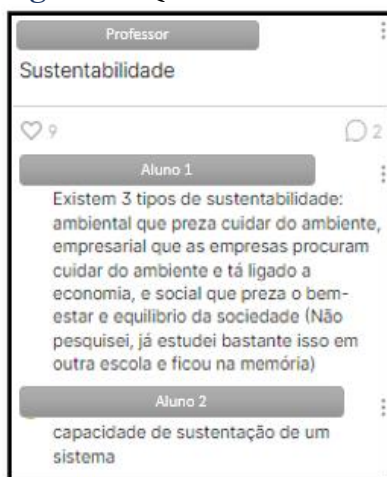 Professor
Sustentabilidade
9
2
Aluno 1
Existem 3 tipos de sustentabilidade:
ambiental que preza cuidar do ambiente,
empresarial que as empresas procuram
cuidar do ambiente e tá ligado a
economia, e social que preza o bem-
estar e equilibrio da sociedade (Não
pesquisei, já estudei bastante isso em
outra escola e ficou na memória)
Aluno 2
capacidade de sustentação de um
sistema